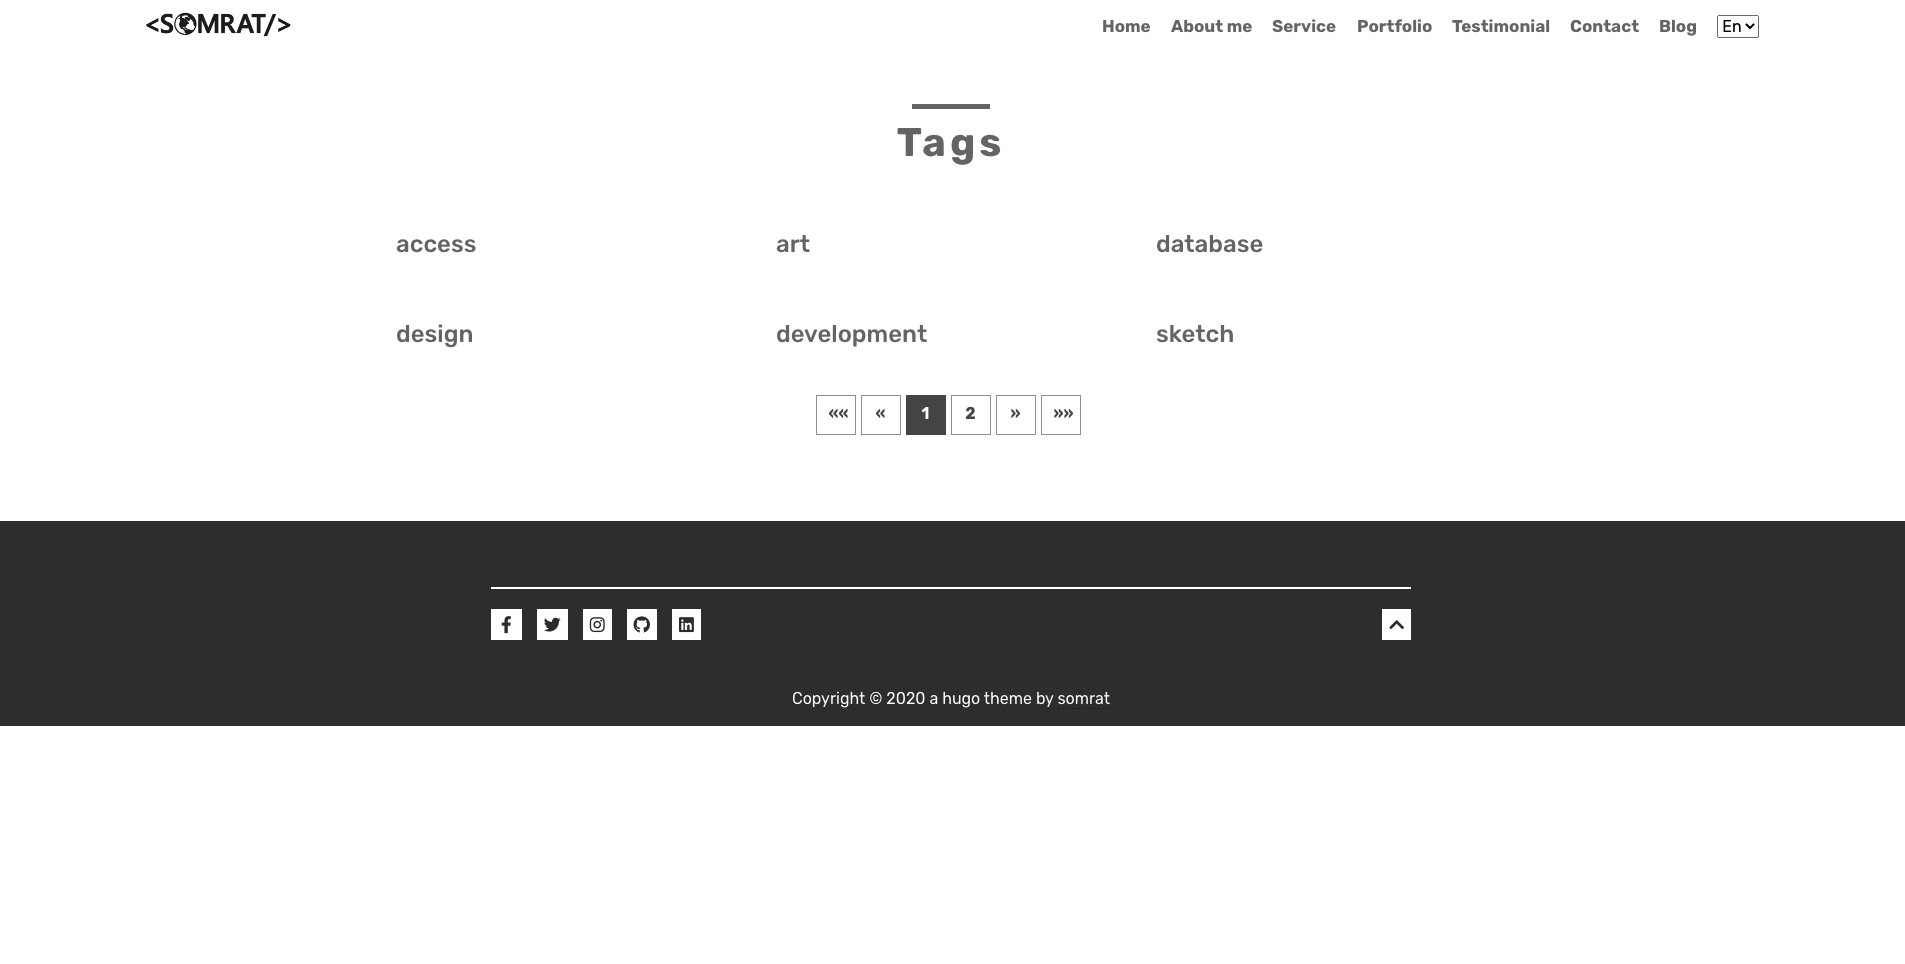 <SOMRAT/>
Home About me Service Portfolio Testimonial Contact Blog En
Tags
access art database
design development sketch
«« « 1 2 » »»
Copyright © 2020 a hugo theme by somrat